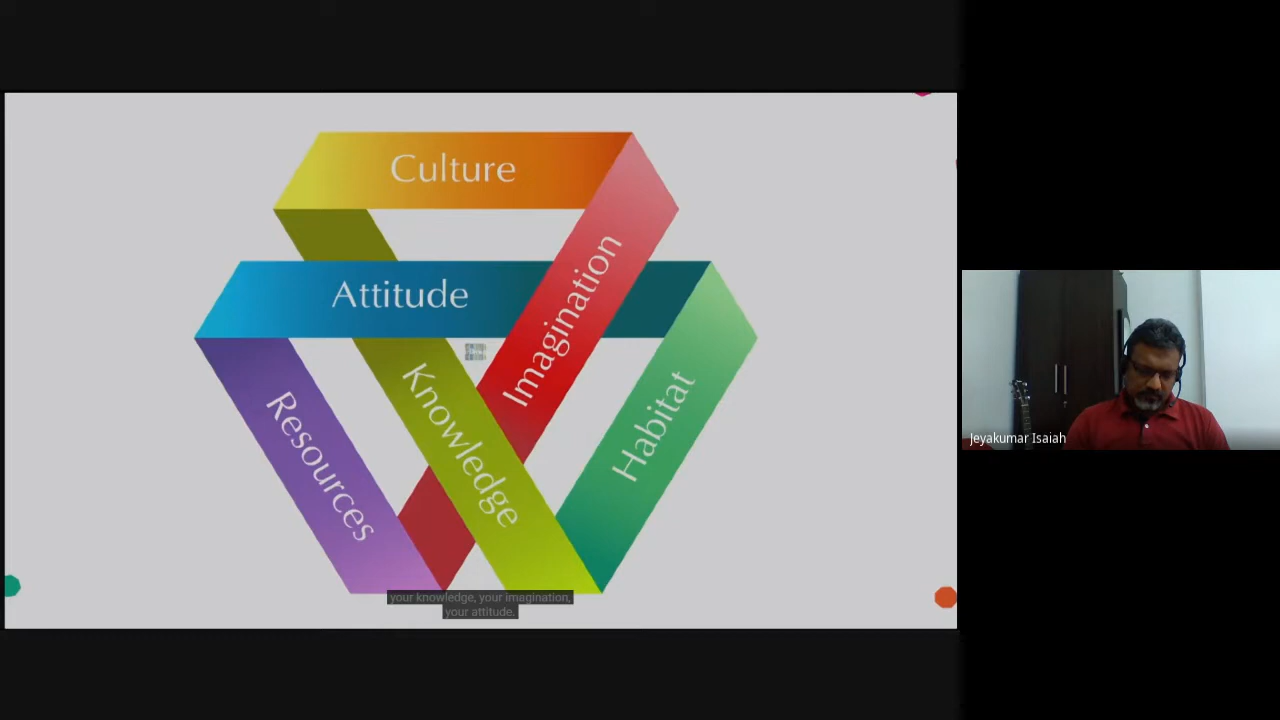 Culture
Attitude
Imagination
Knowledge
Habitat
Resources
your knowledge, your imagination,
your attitude.
Jeyakumar Isaiah